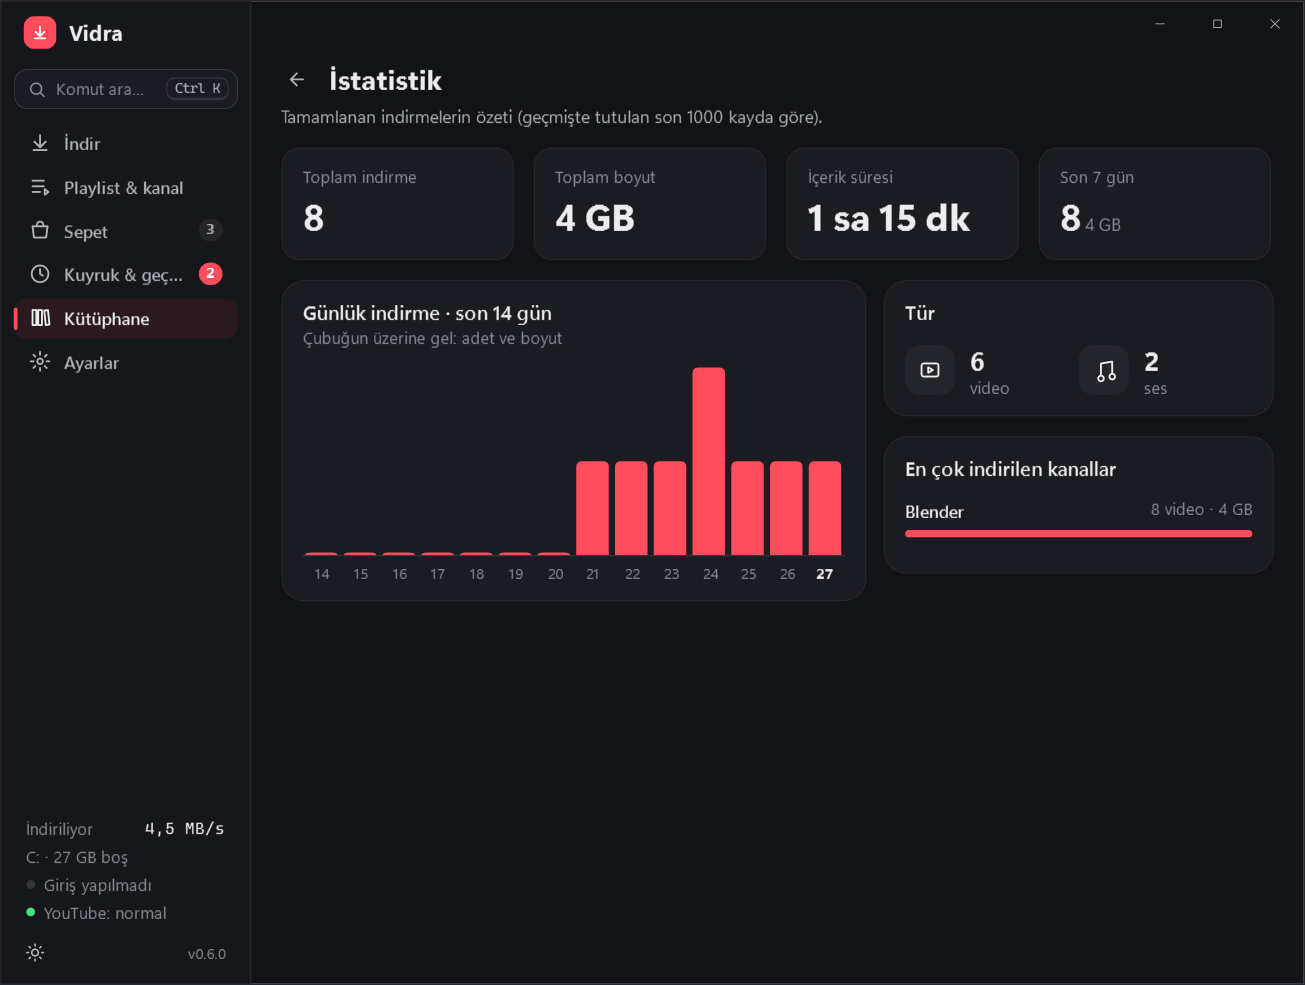 Vidra
Komut ara... Ctrl K
İndir
Playlist & kanal
Sepet 3
Kuyruk & geç... 2
Kütüphane
Ayarlar
İndiriliyor 4,5 MB/s
C: · 27 GB boş
Giriş yapılmadı
YouTube: normal
v0.6.0
İstatistik
Tamamlanan indirmelerin özeti (geçmişte tutulan son 1000 kayda göre).
Toplam indirme
8
Toplam boyut
4 GB
İçerik süresi
1 sa 15 dk
Son 7 gün
8 4 GB
Günlük indirme · son 14 gün
Çubuğun üzerine gel: adet ve boyut
14 15 16 17 18 19 20 21 22 23 24 25 26 27
Tür
6
video
2
ses
En çok indirilen kanallar
Blender 8 video · 4 GB